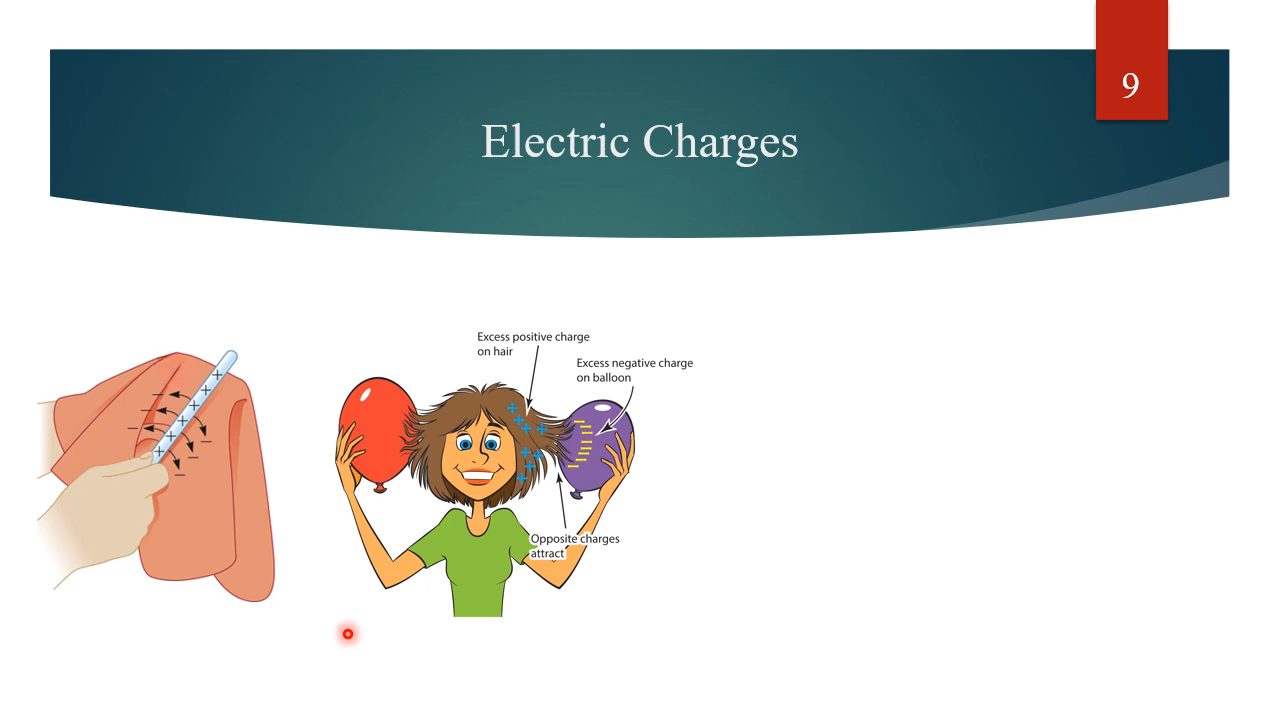 9
Electric Charges
Excess positive charge
on hair
Excess negative charge
on balloon
Opposite charges
attract